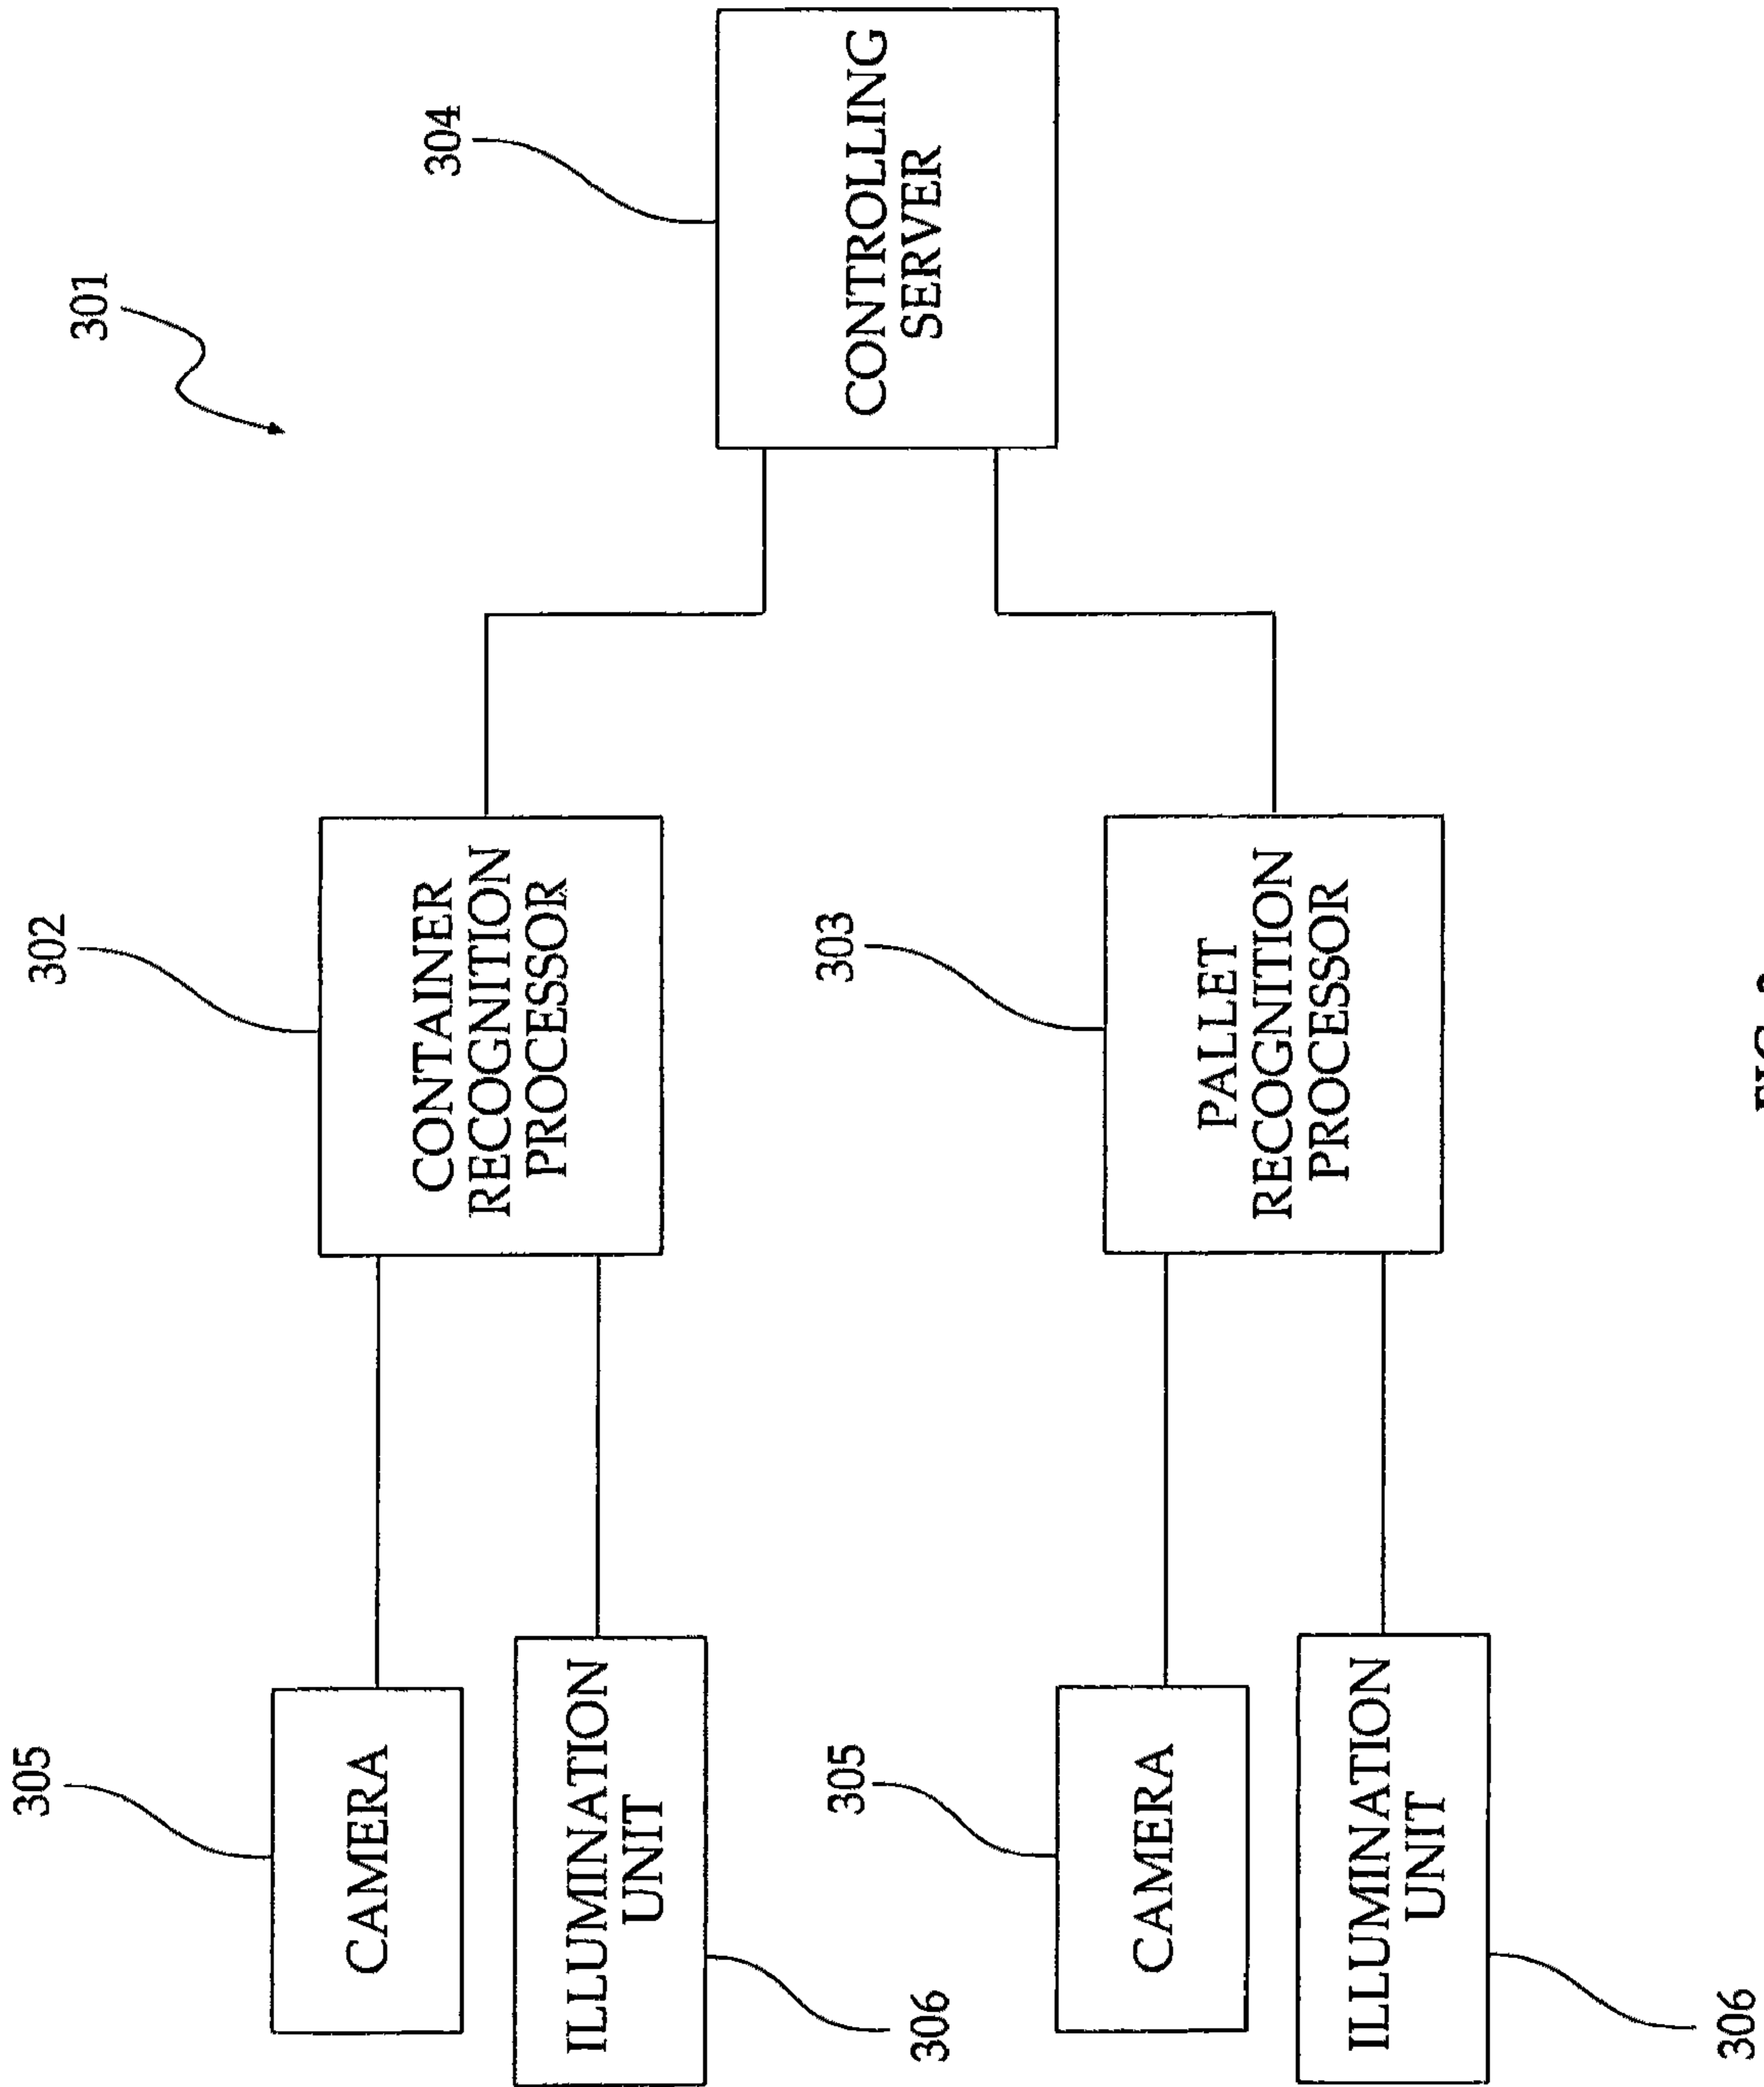 305
302
301
304
CAMERA
CONTAINER
RECOGNITION
PROCESSOR
ILLUMINATION
UNIT
306
CONTROLLING
SERVER
305
303
CAMERA
PALLET
RECOGNITION
PROCESSOR
ILLUMINATION
UNIT
306
FIG.